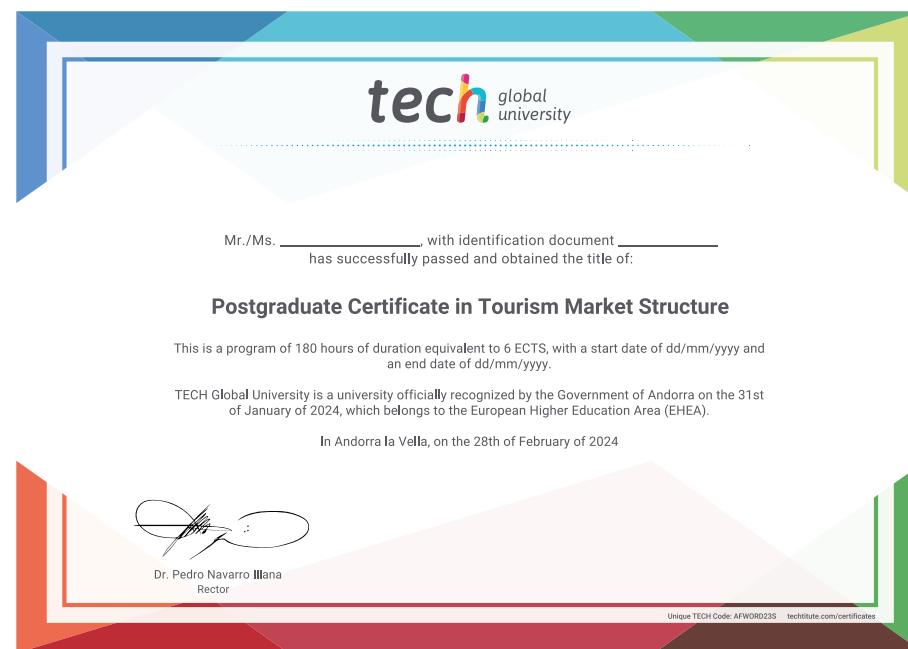 tech global
university
Mr./Ms. ____________________, with identification document ______________
has successfully passed and obtained the title of:
Postgraduate Certificate in Tourism Market Structure
This is a program of 180 hours of duration equivalent to 6 ECTS, with a start date of dd/mm/yyyy and
an end date of dd/mm/yyyy.
TECH Global University is a university officially recognized by the Government of Andorra on the 31st
of January of 2024, which belongs to the European Higher Education Area (EHEA).
In Andorra la Vella, on the 28th of February of 2024
Dr. Pedro Navarro Illana
Rector
Unique TECH Code: AFWORD23S techtitute.com/certificates